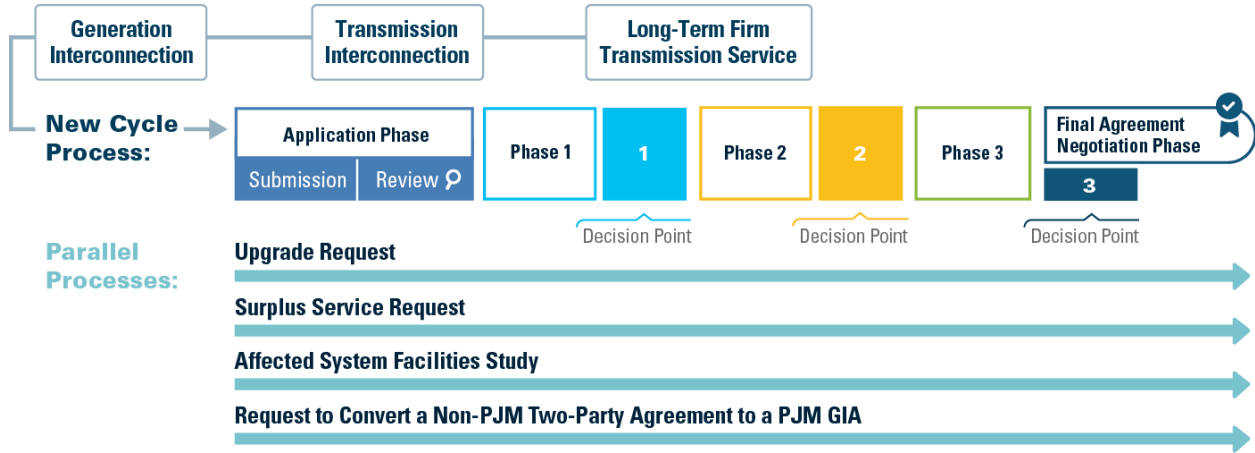 Generation
Interconnection
Transmission
Interconnection
Long-Term Firm
Transmission Service
New Cycle
Process:
Application Phase
Submission
Review
Phase 1
1
Phase 2
2
Phase 3
Final Agreement
Negotiation Phase
3
Decision Point
Decision Point
Decision Point
Parallel
Processes:
Upgrade Request
Surplus Service Request
Affected System Facilities Study
Request to Convert a Non-PJM Two-Party Agreement to a PJM GIA